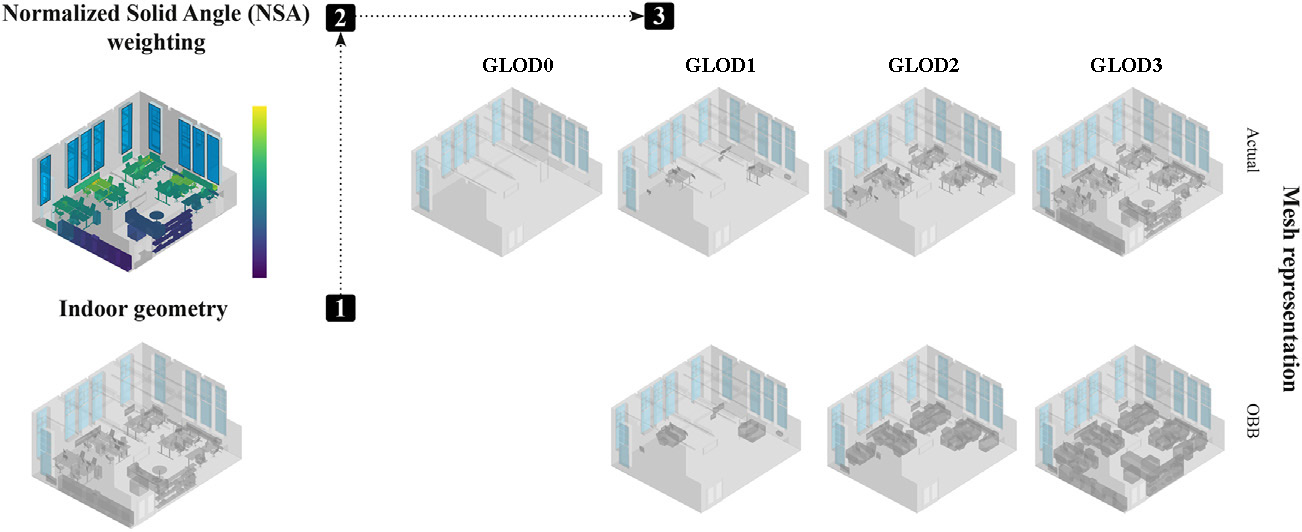 Normalized Solid Angle (NSA)
weighting
2
3
GLOD0
GLOD1
GLOD2
GLOD3
Actual
Mesh representation
Indoor geometry
1
OBB